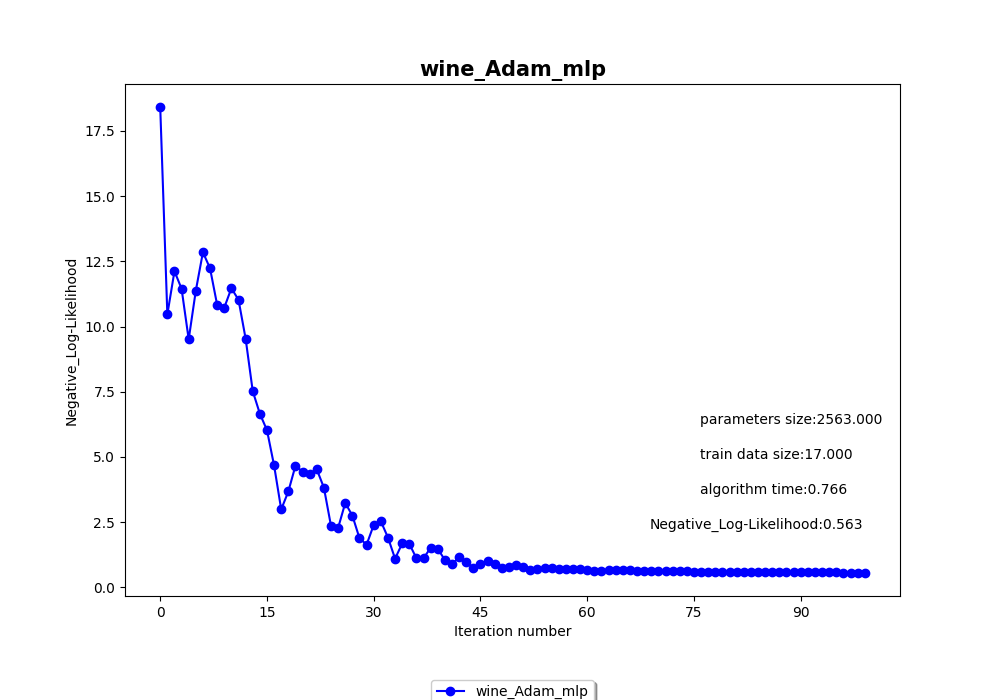 wine_Adam_mlp
17.5
15.0
12.5
10.0
7.5
5.0
2.5
0.0
Negative_Log-Likelihood
parameters size:2563.000
train data size:17.000
algorithm time:0.766
Negative_Log-Likelihood:0.563
0 15 30 45 60 75 90
Iteration number
wine_Adam_mlp